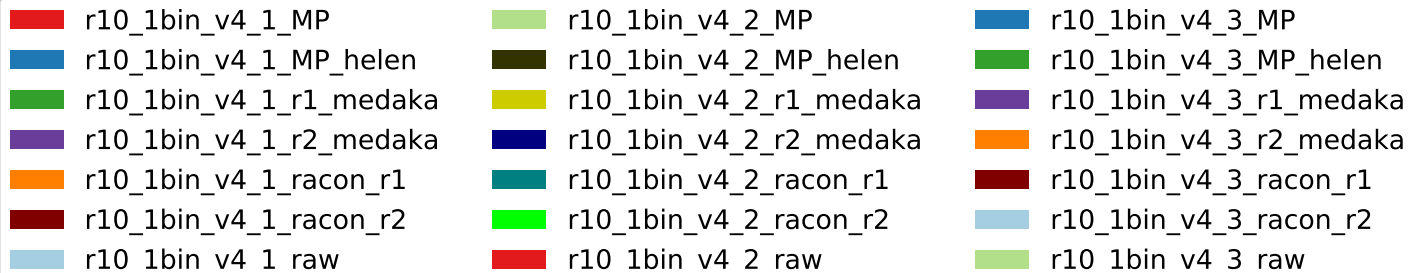 r10_1bin_v4_1_MP r10_1bin_v4_2_MP r10_1bin_v4_3_MP
r10_1bin_v4_1_MP_helen r10_1bin_v4_2_MP_helen r10_1bin_v4_3_MP_helen
r10_1bin_v4_1_r1_medaka r10_1bin_v4_2_r1_medaka r10_1bin_v4_3_r1_medaka
r10_1bin_v4_1_r2_medaka r10_1bin_v4_2_r2_medaka r10_1bin_v4_3_r2_medaka
r10_1bin_v4_1_racon_r1 r10_1bin_v4_2_racon_r1 r10_1bin_v4_3_racon_r1
r10_1bin_v4_1_racon_r2 r10_1bin_v4_2_racon_r2 r10_1bin_v4_3_racon_r2
r10_1bin_v4_1_raw r10_1bin_v4_2_raw r10_1bin_v4_3_raw